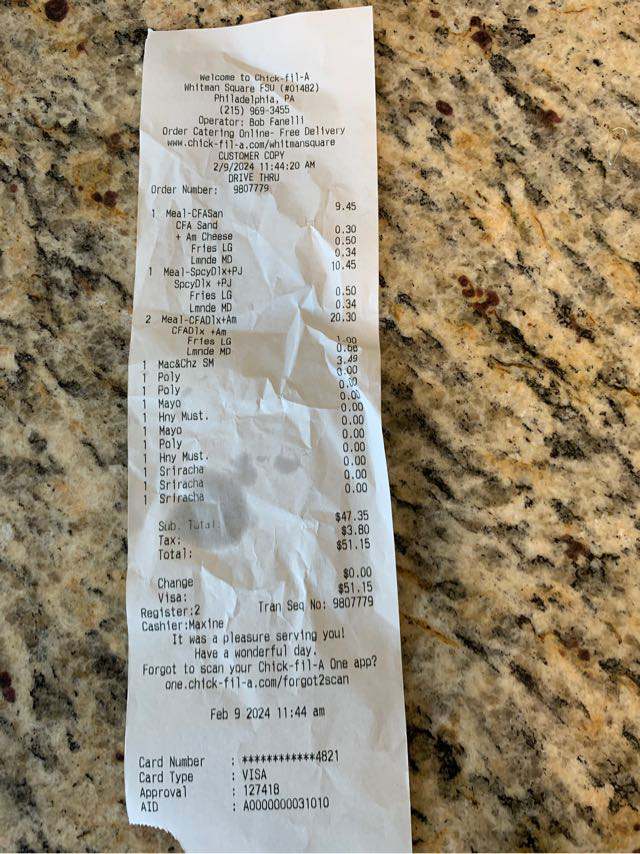 Welcome to Chick-fil-A
Whitman Square FSU (#01482)
Philadelphia, PA
(215) 969-3455
Operator: Bob Fanelli
Order Catering Online- Free Delivery
www.chick-fil-a.com/whitmansquare
CUSTOMER COPY
2/9/2024 11:44:20 AM
DRIVE THRU
Order Number: 9807779
1 Meal-CFASan 9.45
CFA Sand
+ Am Cheese 0.30
Fries LG 0.50
Lmnde MD 0.34
1 Meal-SpcyDlx+PJ 10.45
SpcyDlx +PJ
Fries LG 0.50
Lmnde MD 0.34
2 Meal-CFADlx+Am 20.30
CFADlx +Am
Fries LG 1.00
Lmnde MD 0.68
1 Mac&Chz SM 3.49
1 Poly 0.00
1 Poly 0.00
1 Mayo 0.00
1 Hny Must. 0.00
1 Mayo 0.00
1 Poly 0.00
1 Hny Must. 0.00
1 Sriracha 0.00
1 Sriracha 0.00
1 Sriracha 0.00
Sub. Total: $47.35
Tax: $3.80
Total: $51.15
Change $0.00
Visa: $51.15
Register:2 Tran Seq No: 9807779
Cashier:Maxine
It was a pleasure serving you!
Have a wonderful day.
Forgot to scan your Chick-fil-A One app?
one.chick-fil-a.com/forgot2scan
Feb 9 2024 11:44 am
Card Number : ************4821
Card Type : VISA
Approval : 127418
AID : A0000000031010